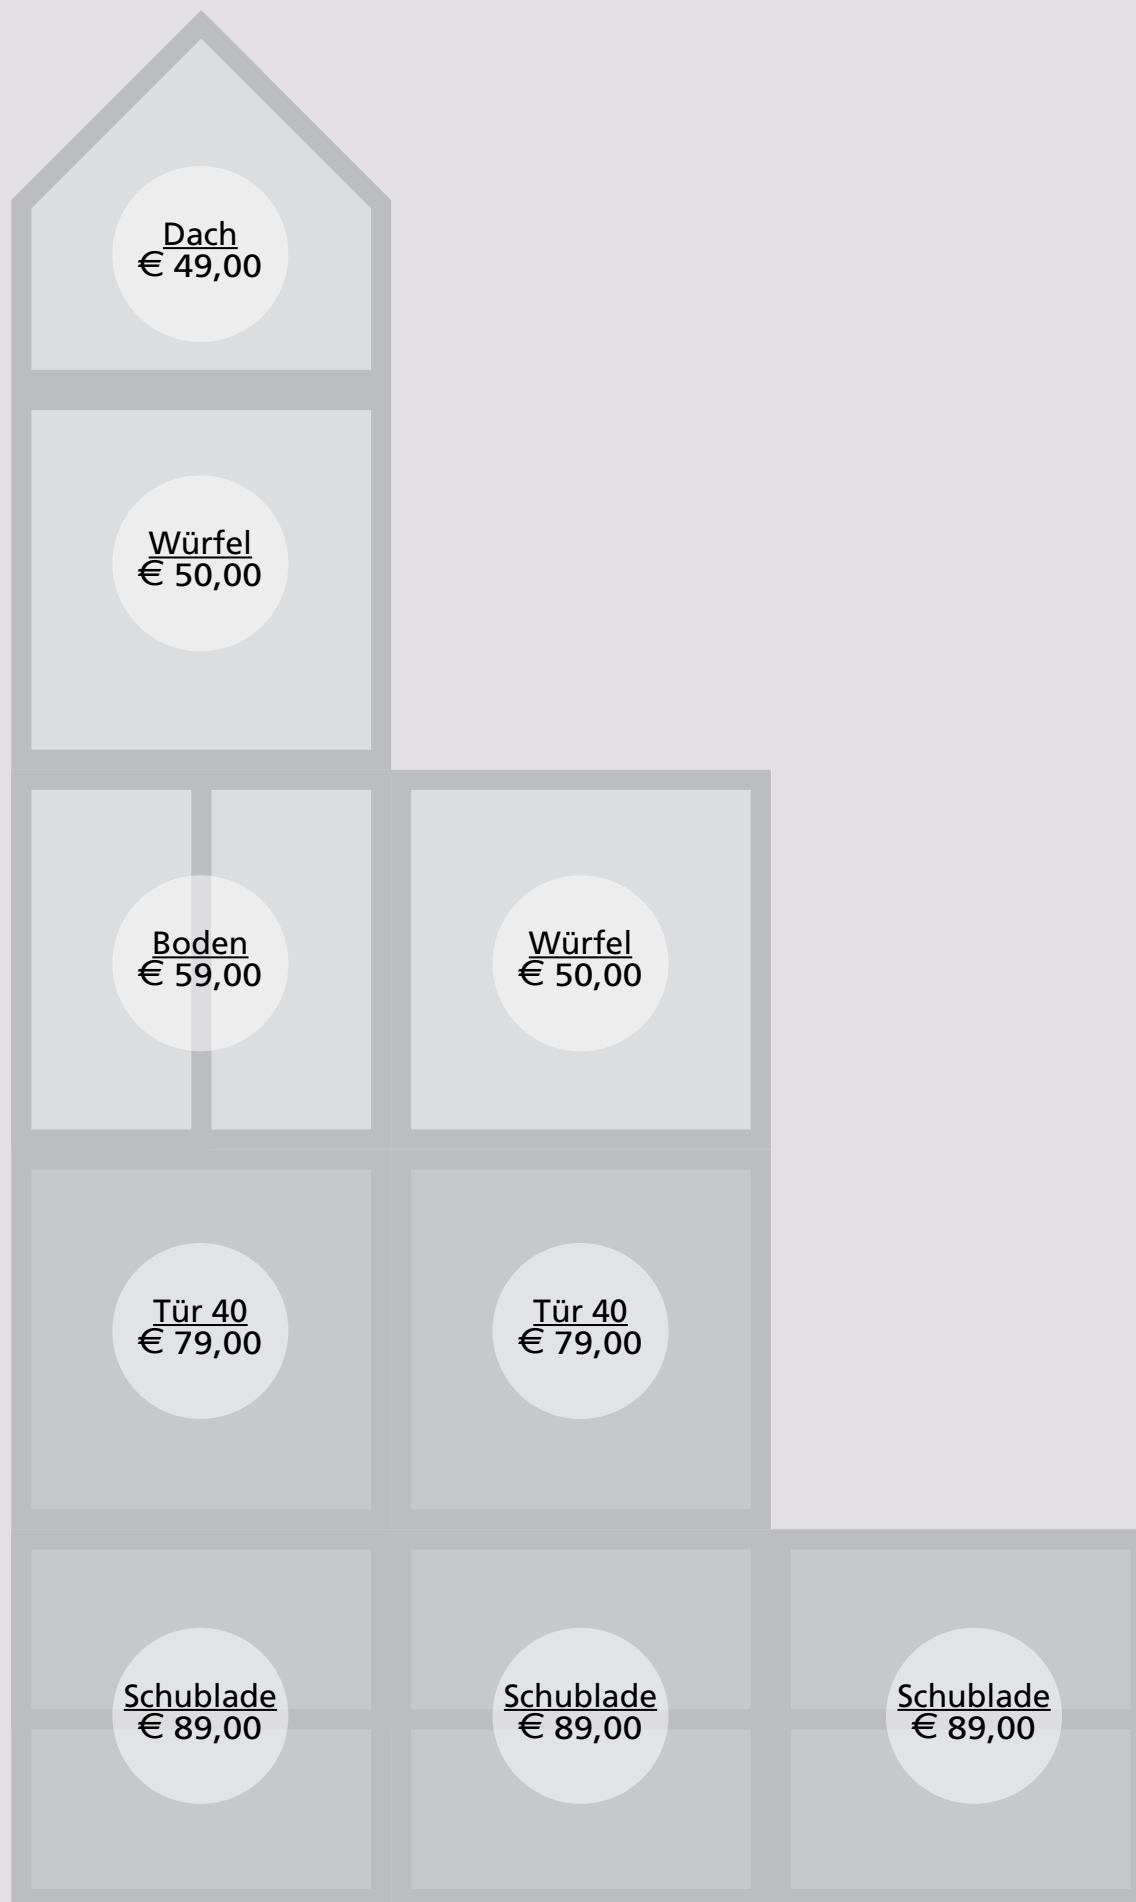 Dach
€ 49,00
Würfel
€ 50,00
Boden
€ 59,00
Würfel
€ 50,00
Tür 40
€ 79,00
Tür 40
€ 79,00
Schublade
€ 89,00
Schublade
€ 89,00
Schublade
€ 89,00